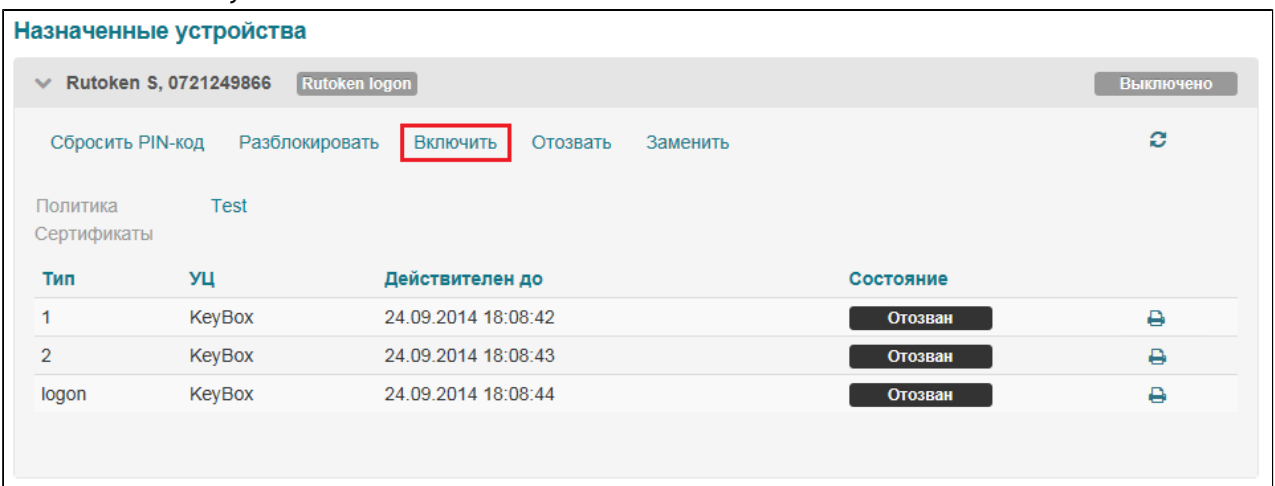 Назначенные устройства
Rutoken S, 0721249866 Rutoken logon Выключено
Сбросить PIN-код Разблокировать Включить Отозвать Заменить
Политика Test
Сертификаты
Тип УЦ Действителен до Состояние
1 KeyBox 24.09.2014 18:08:42 Отозван
2 KeyBox 24.09.2014 18:08:43 Отозван
logon KeyBox 24.09.2014 18:08:44 Отозван